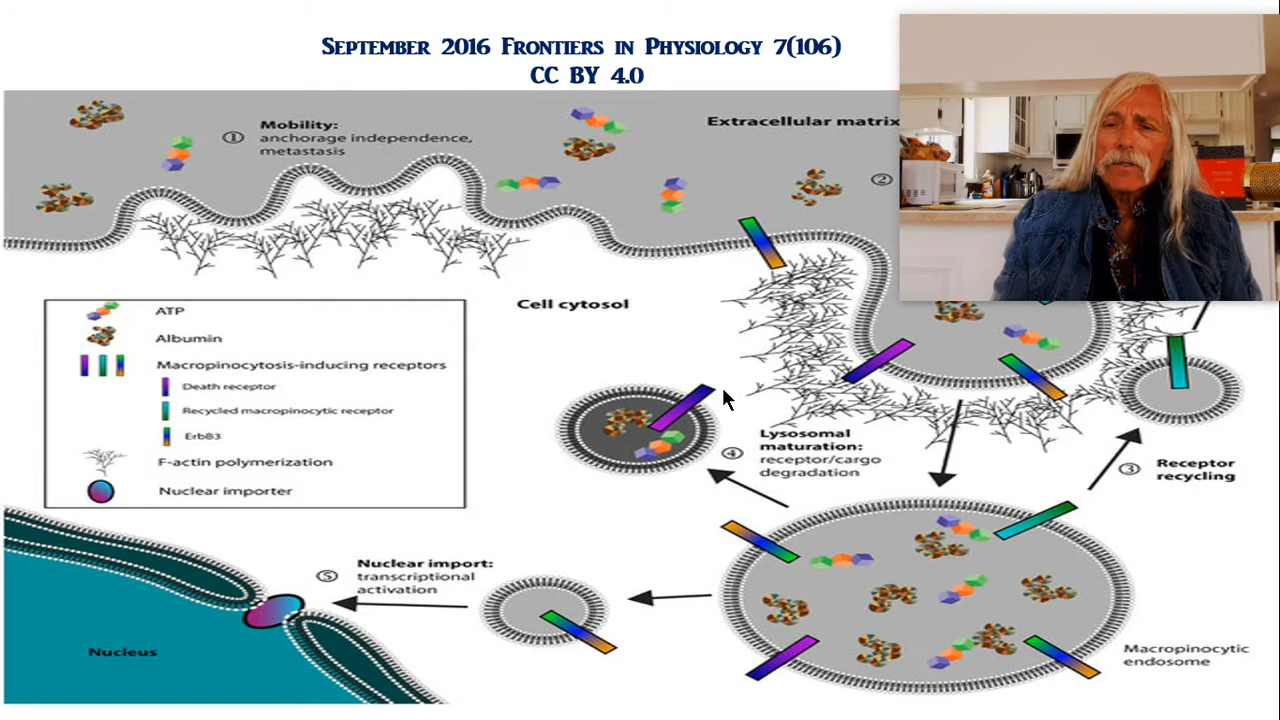 September 2016 Frontiers in Physiology 7(106)
CC BY 4.0
① Mobility:
anchorage independence,
metastasis
Extracellular matrix
②
Cell cytosol
ATP
Albumin
Macropinocytosis-inducing receptors
Death receptor
Recycled macropinocytic receptor
ErbB3
F-actin polymerization
Nuclear importer
④ Lysosomal
maturation:
receptor/cargo
degradation
③ Receptor
recycling
⑤ Nuclear import:
transcriptional
activation
Nucleus
Macropinocytic
endosome